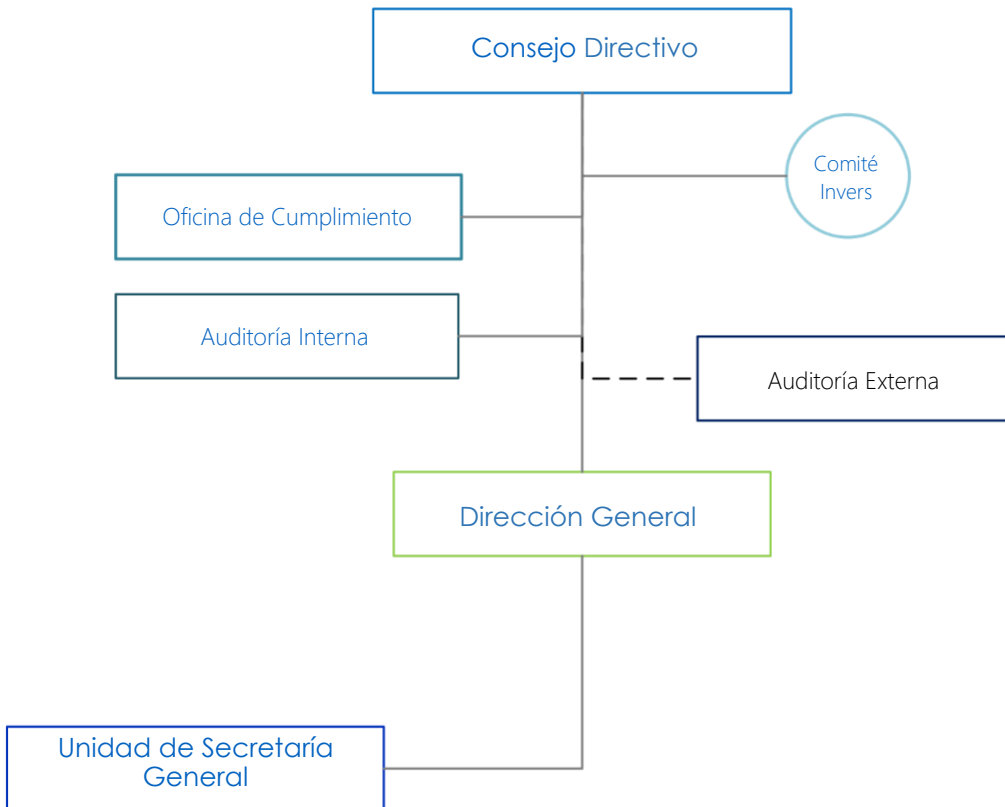 Consejo Directivo
Comité
Invers
Oficina de Cumplimiento
Auditoría Interna
Auditoría Externa
Dirección General
Unidad de Secretaría
General